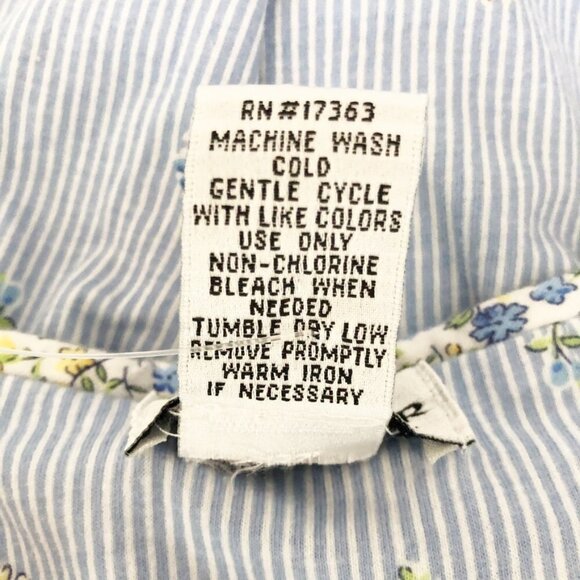 RN#17363
MACHINE WASH
COLD
GENTLE CYCLE
WITH LIKE COLORS
USE ONLY
NON-CHLORINE
BLEACH WHEN
NEEDED
TUMBLE DRY LOW
REMOVE PROMPTLY
WARM IRON
IF NECESSARY